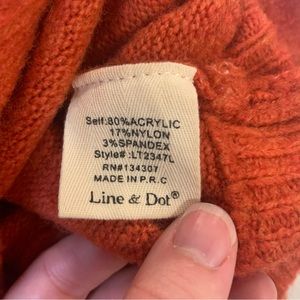 Self:80%ACRYLIC
17%NYLON
3%SPANDEX
Style#:LT2347L
RN#134307
MADE IN P.R.C
Line & Dot®